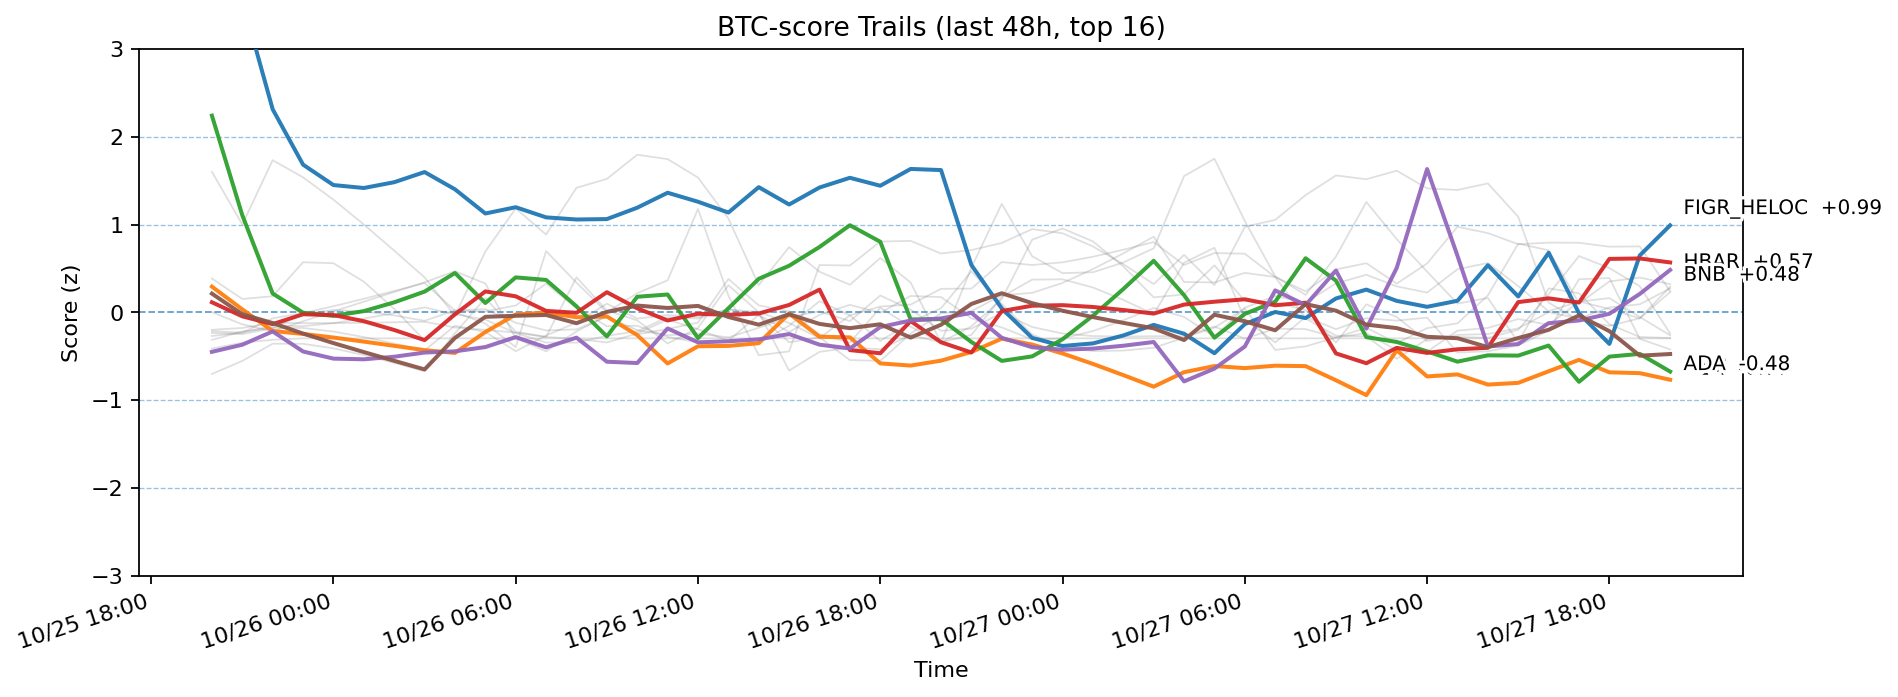 BTC-score Trails (last 48h, top 16)
3
2
1
0
−1
−2
−3
Score (z)
FIGR_HELOC +0.99
HBAR +0.57
BNB +0.48
ADA -0.48
10/25 18:00
10/26 00:00
10/26 06:00
10/26 12:00
10/26 18:00
10/27 00:00
10/27 06:00
10/27 12:00
10/27 18:00
Time